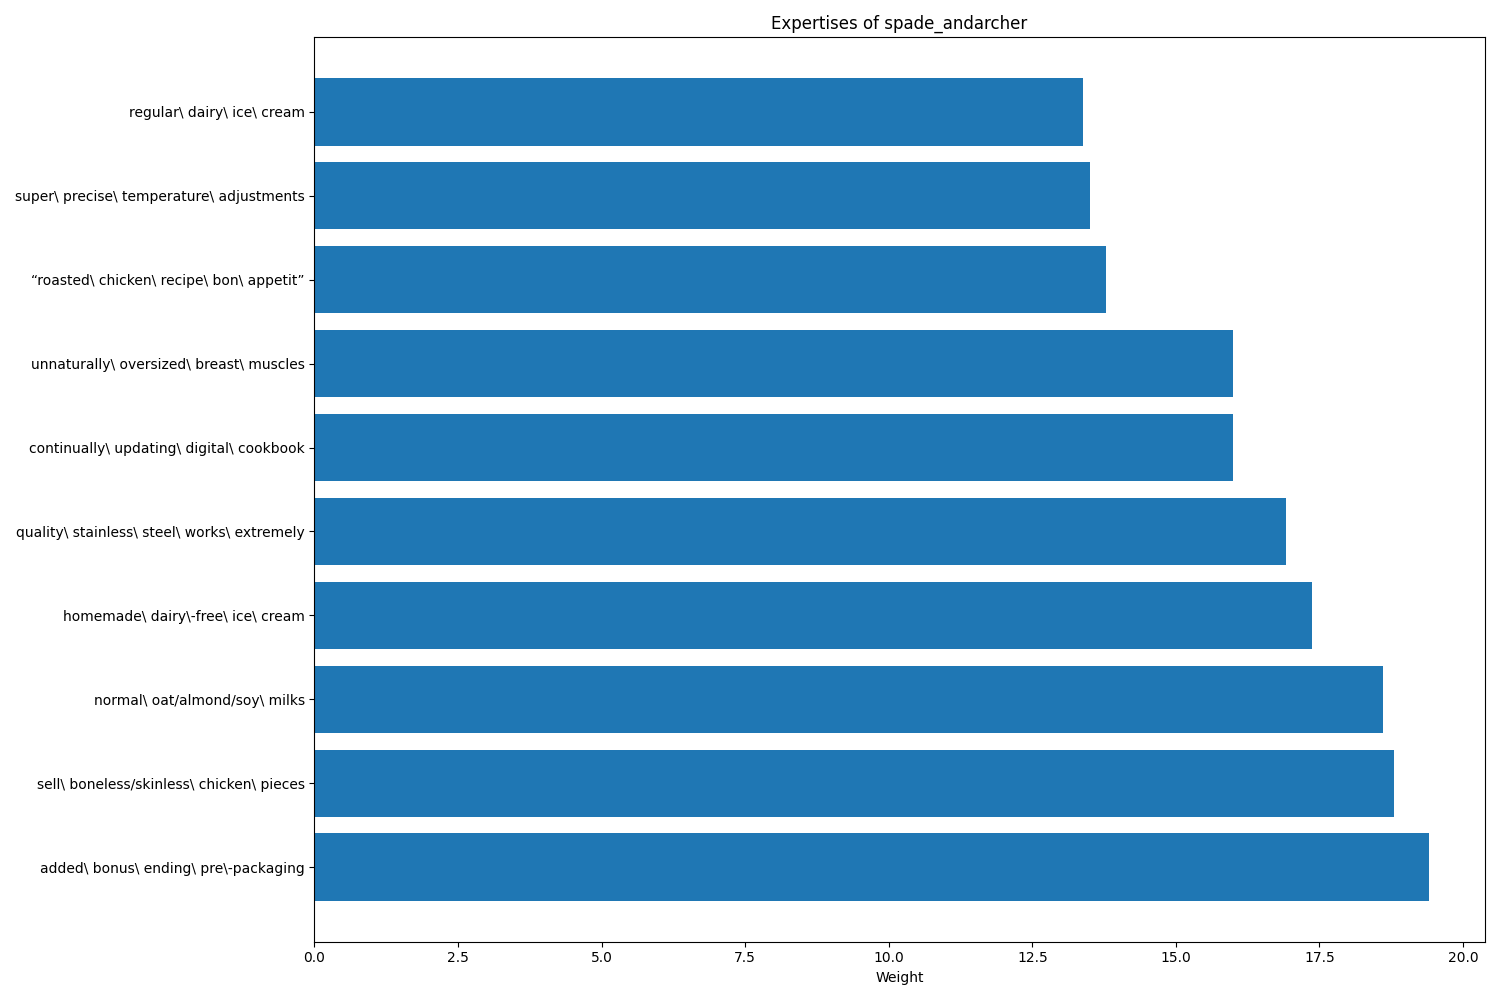 Expertises of spade_andarcher
regular\ dairy\ ice\ cream
super\ precise\ temperature\ adjustments
“roasted\ chicken\ recipe\ bon\ appetit”
unnaturally\ oversized\ breast\ muscles
continually\ updating\ digital\ cookbook
quality\ stainless\ steel\ works\ extremely
homemade\ dairy\-free\ ice\ cream
normal\ oat/almond/soy\ milks
sell\ boneless/skinless\ chicken\ pieces
added\ bonus\ ending\ pre\-packaging
0.0 2.5 5.0 7.5 10.0 12.5 15.0 17.5 20.0
Weight